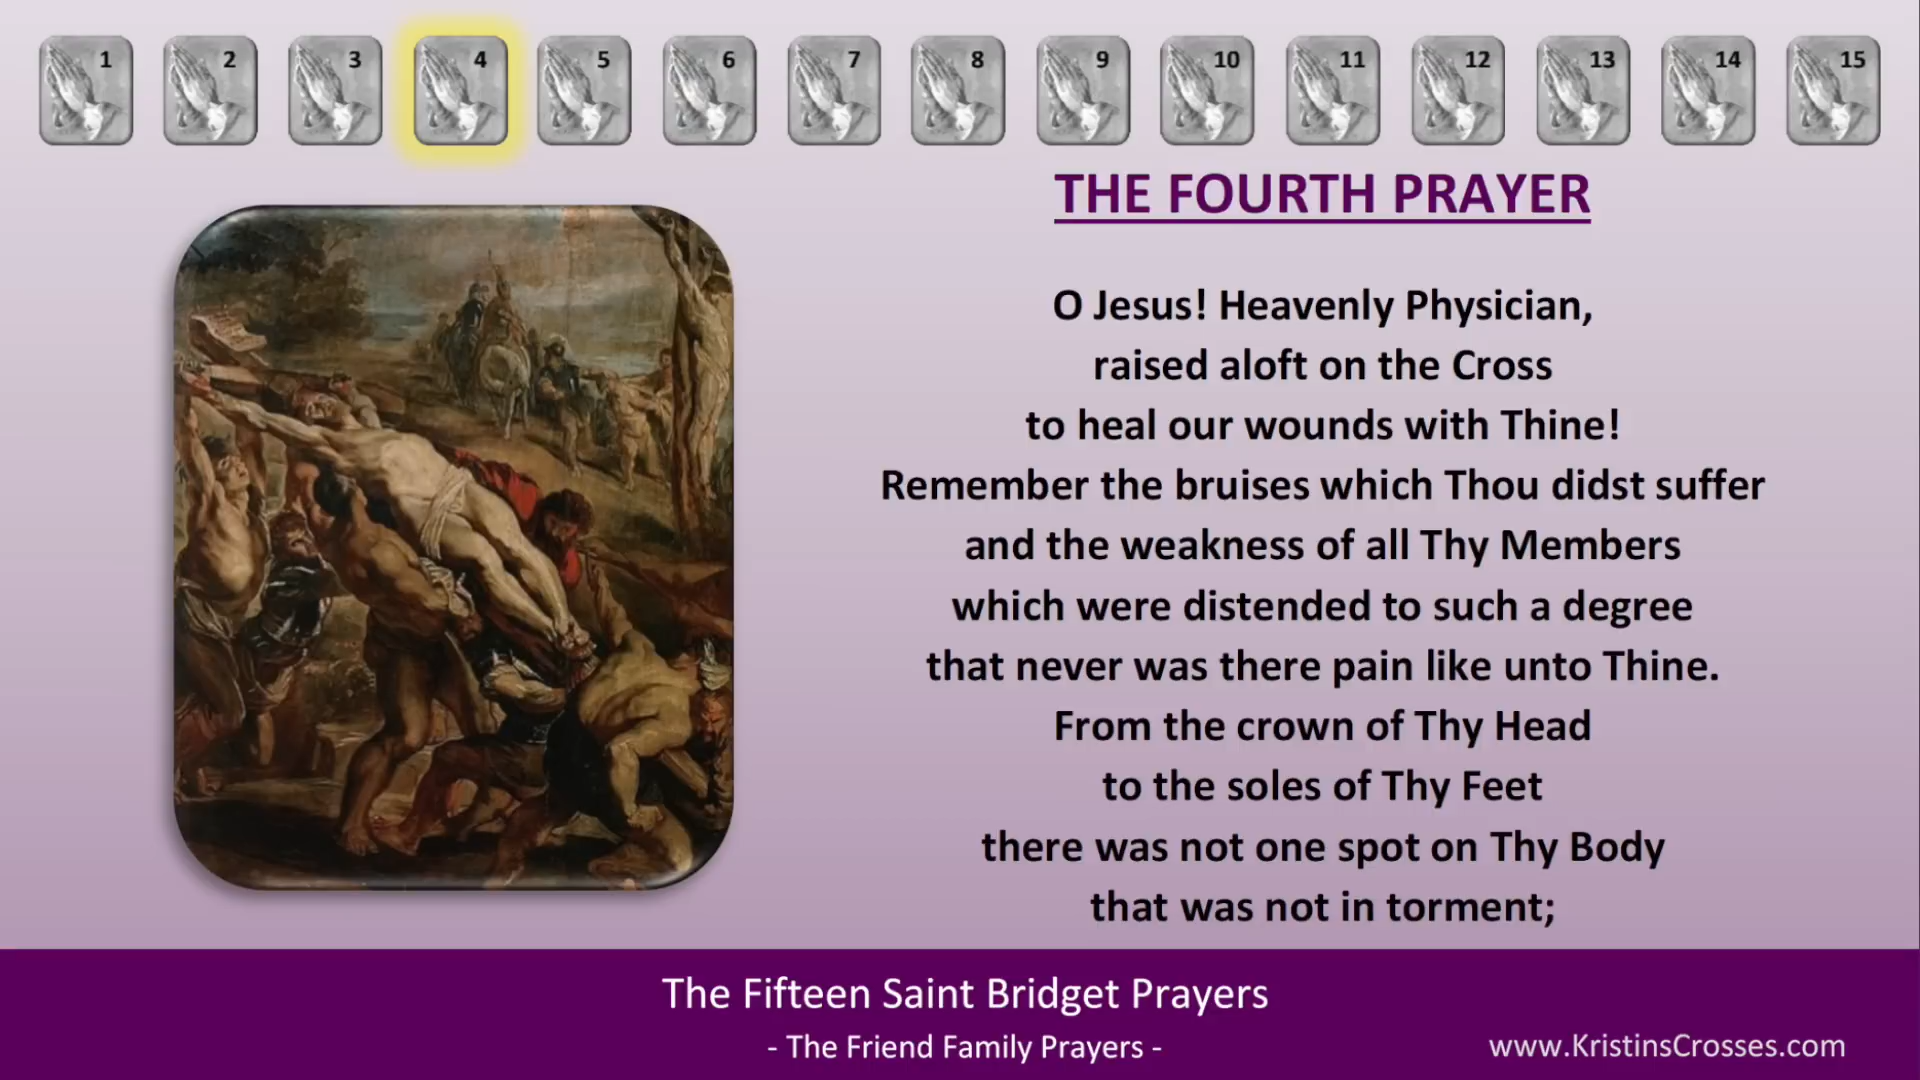 1 2 3 4 5 6 7 8 9 10 11 12 13 14 15
THE FOURTH PRAYER
O Jesus! Heavenly Physician,
raised aloft on the Cross
to heal our wounds with Thine!
Remember the bruises which Thou didst suffer
and the weakness of all Thy Members
which were distended to such a degree
that never was there pain like unto Thine.
From the crown of Thy Head
to the soles of Thy Feet
there was not one spot on Thy Body
that was not in torment;
The Fifteen Saint Bridget Prayers
- The Friend Family Prayers -
www.KristinsCrosses.com